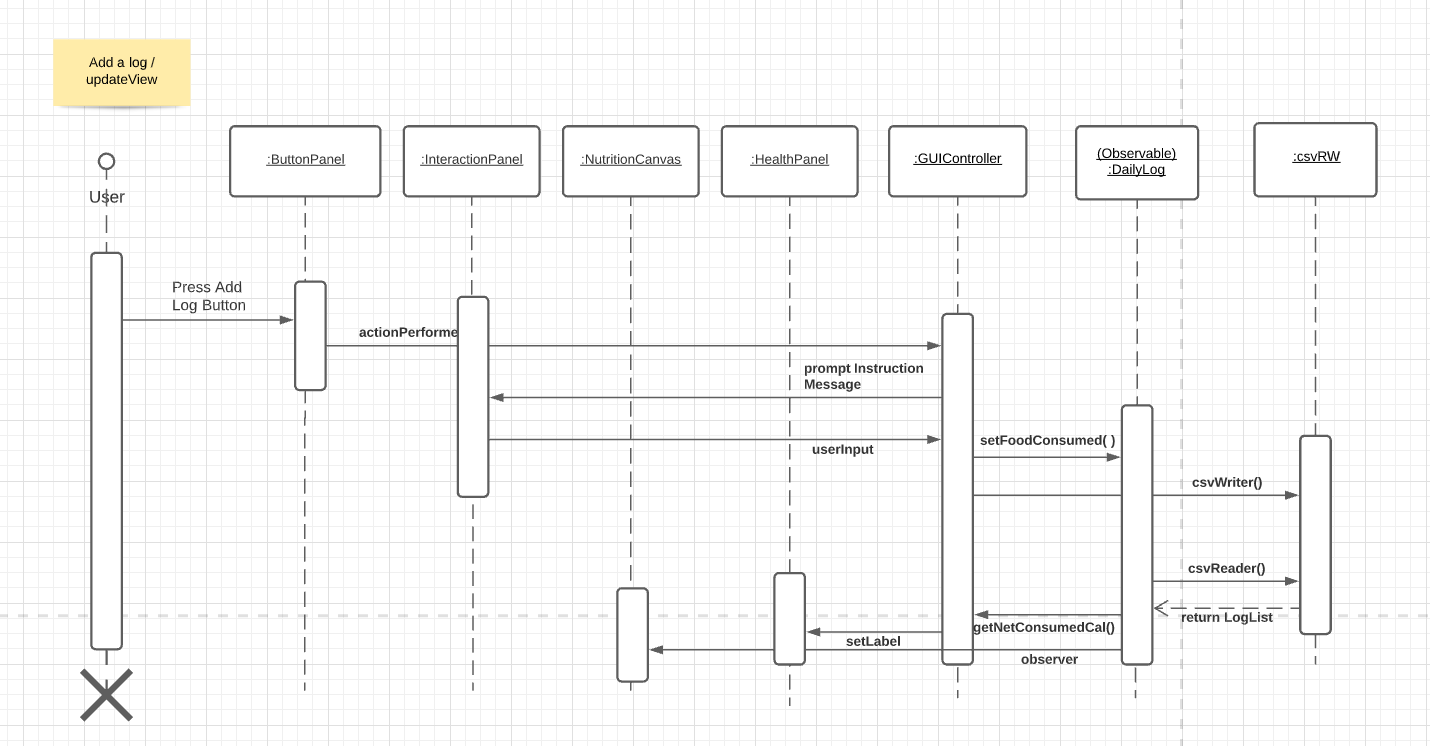 Add a log /
updateView
:ButtonPanel
:InteractionPanel
:NutritionCanvas
:HealthPanel
:GUIController
(Observable)
:DailyLog
:csvRW
User
Press Add
Log Button
actionPerforme
prompt Instruction
Message
userInput
setFoodConsumed( )
csvWriter()
csvReader()
return LogList
getNetConsumedCal()
setLabel
observer